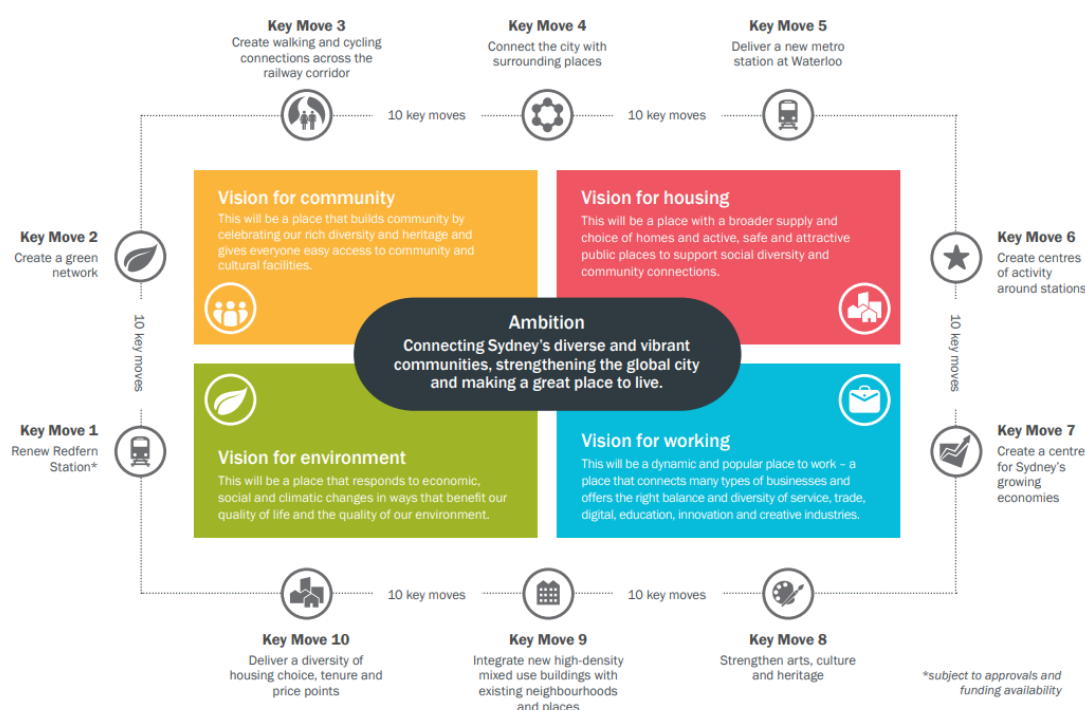 Key Move 3
Create walking and cycling
connections across the
railway corridor
Key Move 4
Connect the city with
surrounding places
Key Move 5
Deliver a new metro
station at Waterloo
10 key moves
10 key moves
Key Move 2
Create a green
network
Vision for community
This will be a place that builds community by
celebrating our rich diversity and heritage and
gives everyone easy access to community and
cultural facilities.
Vision for housing
This will be a place with a broader supply and
choice of homes and active, safe and attractive
public places to support social diversity and
community connections.
Key Move 6
Create centres
of activity
around stations
10 key moves
Ambition
Connecting Sydney's diverse and vibrant
communities, strengthening the global city
and making a great place to live.
10 key moves
Key Move 1
Renew Redfern
Station*
Vision for environment
This will be a place that responds to economic,
social and climatic changes in ways that benefit our
quality of life and the quality of our environment.
Vision for working
This will be a dynamic and popular place to work – a
place that connects many types of businesses and
offers the right balance and diversity of service, trade,
digital, education, innovation and creative industries.
Key Move 7
Create a centre
for Sydney's
growing
economies
10 key moves
10 key moves
Key Move 10
Deliver a diversity of
housing choice, tenure and
price points
Key Move 9
Integrate new high-density
mixed use buildings with
existing neighbourhoods
and places
Key Move 8
Strengthen arts, culture
and heritage
*subject to approvals and
funding availability